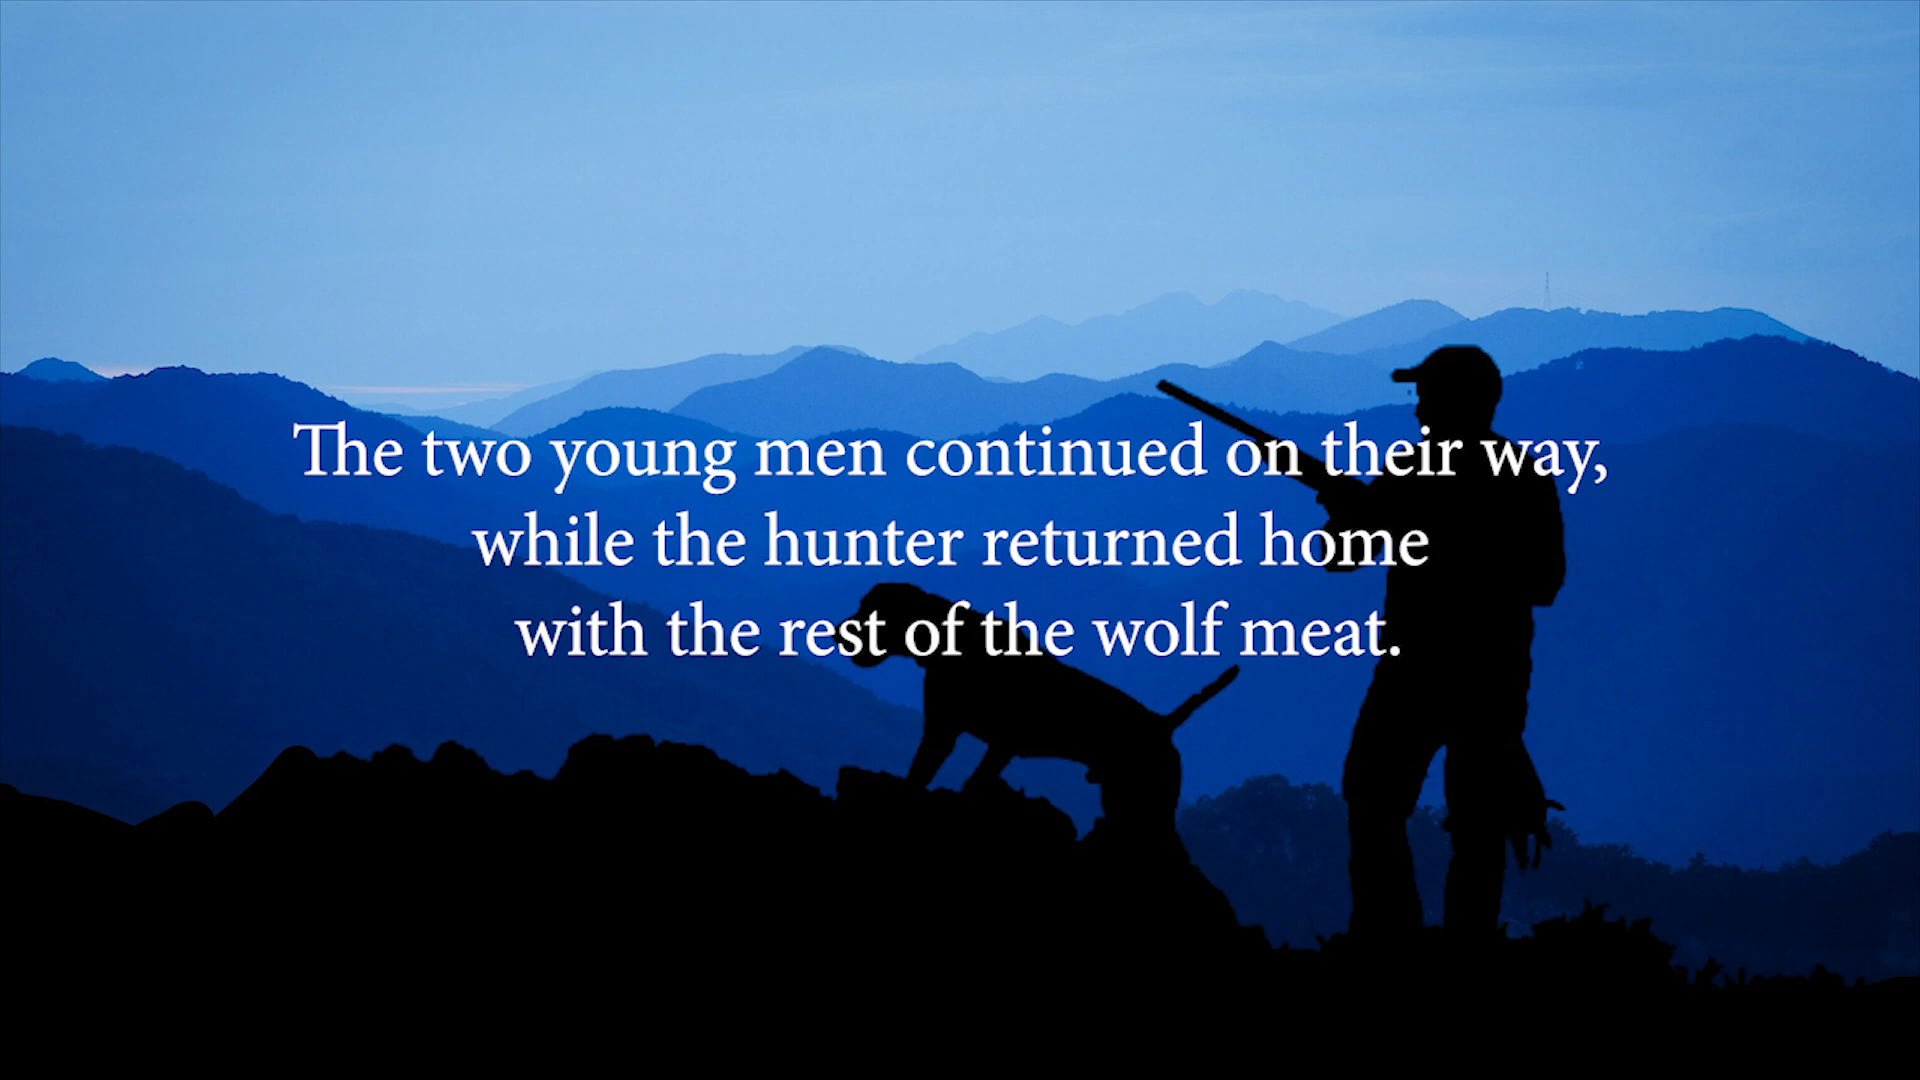 The two young men continued on their way,
while the hunter returned home
with the rest of the wolf meat.